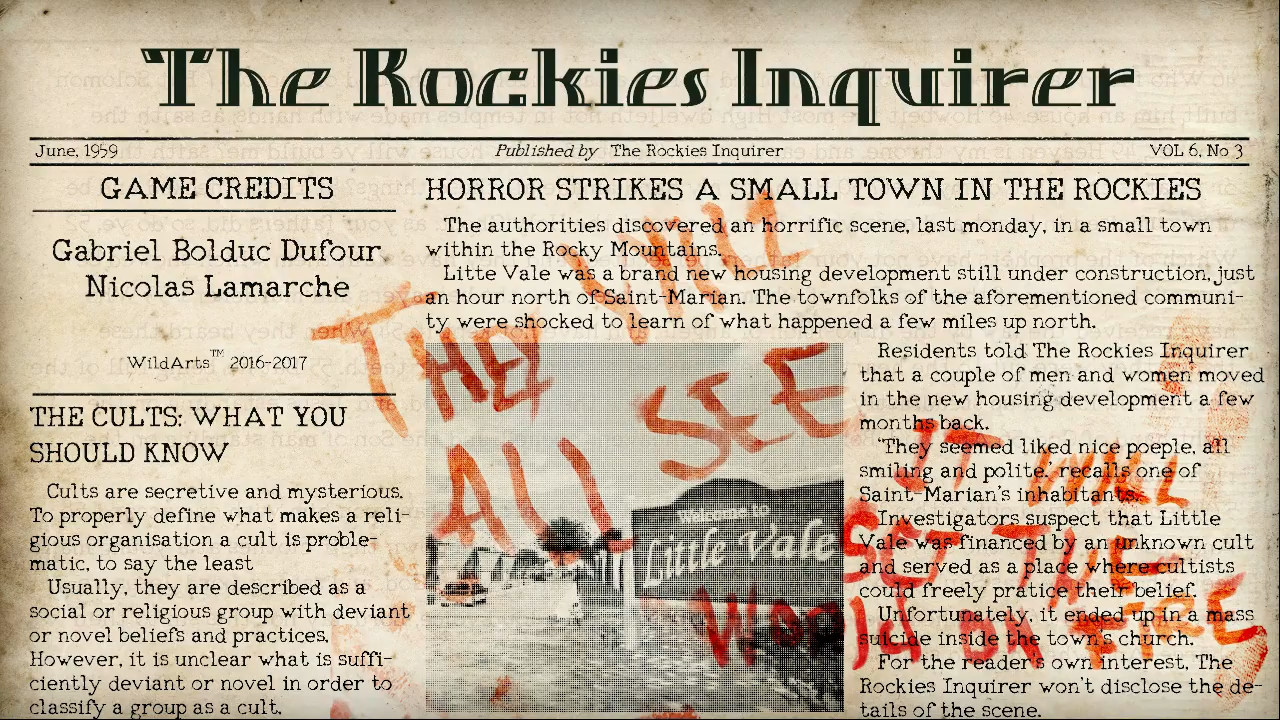 The Rockies Inquirer
June, 1959
Published by The Rockies Inquirer
VOL 6, No 3
GAME CREDITS
Gabriel Bolduc Dufour
Nicolas Lamarche
WildArts™ 2016-2017
THE CULTS: WHAT YOU
SHOULD KNOW
Cults are secretive and mysterious.
To properly define what makes a reli-
gious organisation a cult is proble-
matic, to say the least
Usually, they are described as a
social or religious group with deviant
or novel beliefs and practices.
However, it is unclear what is suffi-
ciently deviant or novel in order to
classify a group as a cult.
HORROR STRIKES A SMALL TOWN IN THE ROCKIES
The authorities discovered an horrific scene, last monday, in a small town
within the Rocky Mountains.
Litte Vale was a brand new housing development still under construction, just
an hour north of Saint-Marian. The townfolks of the aforementioned communi-
ty were shocked to learn of what happened a few miles up north.
Welcome to
Little Vale
Residents told The Rockies Inquirer
that a couple of men and women moved
in the new housing development a few
months back.
"They seemed liked nice poeple, all
smiling and polite," recalls one of
Saint-Marian's inhabitants.
Investigators suspect that Little
Vale was financed by an unknown cult
and served as a place where cultists
could freely pratice their belief.
Unfortunately, it ended up in a mass
suicide inside the town's church.
For the reader's own interest, The
Rockies Inquirer won't disclose the de-
tails of the scene.
THEY WILL
ALL SEE
IT WILL
SET THE
WORLD ON FIRE